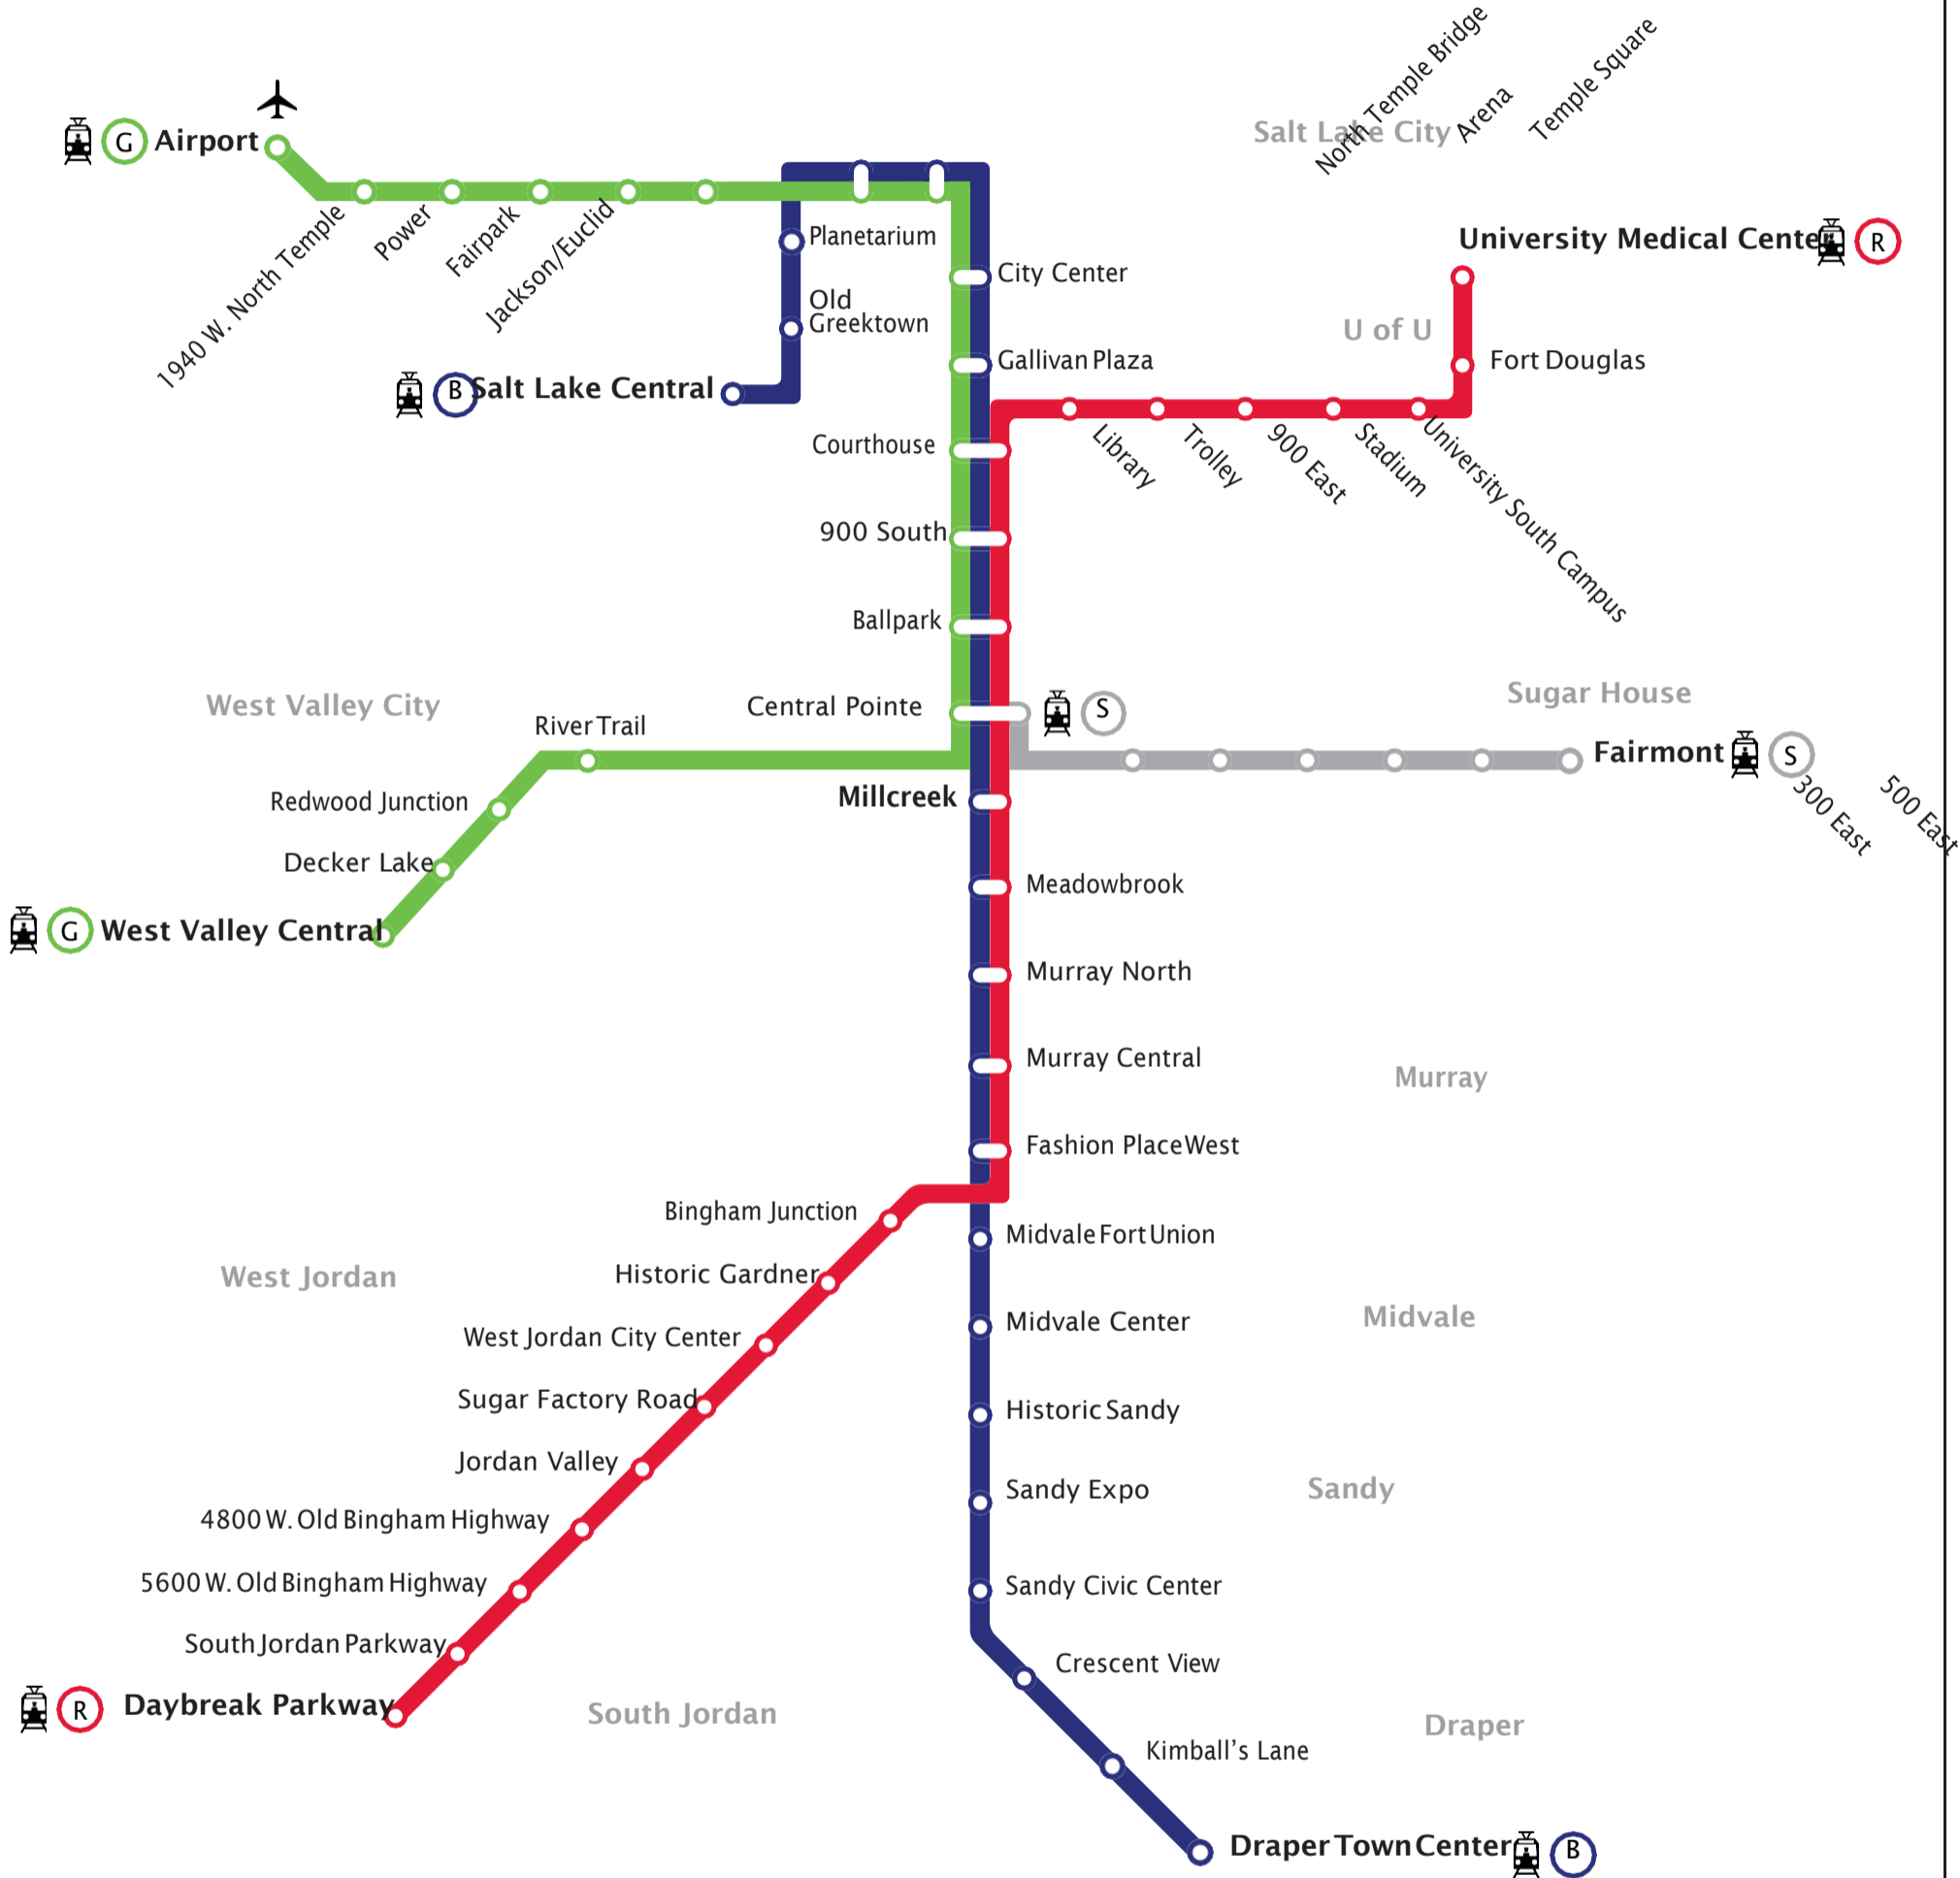 North Temple Bridge
Arena
Temple Square
Salt Lake City
G
Airport
1940 W. North Temple
Power
Fairpark
Jackson/Euclid
Planetarium
Old
Greektown
B
Salt Lake Central
City Center
Gallivan Plaza
University Medical Center
R
U of U
Fort Douglas
Library
Trolley
900 East
Stadium
University South Campus
Courthouse
900 South
Ballpark
Central Pointe
S
West Valley City
River Trail
Redwood Junction
Decker Lake
G
West Valley Central
Sugar House
Fairmont
S
300 East
500 East
Millcreek
Meadowbrook
Murray North
Murray Central
Murray
Fashion Place West
Bingham Junction
Historic Gardner
West Jordan
West Jordan City Center
Sugar Factory Road
Jordan Valley
4800 W. Old Bingham Highway
5600 W. Old Bingham Highway
South Jordan Parkway
R
Daybreak Parkway
South Jordan
Midvale Fort Union
Midvale Center
Midvale
Historic Sandy
Sandy Expo
Sandy
Sandy Civic Center
Crescent View
Draper
Kimball’s Lane
Draper Town Center
B